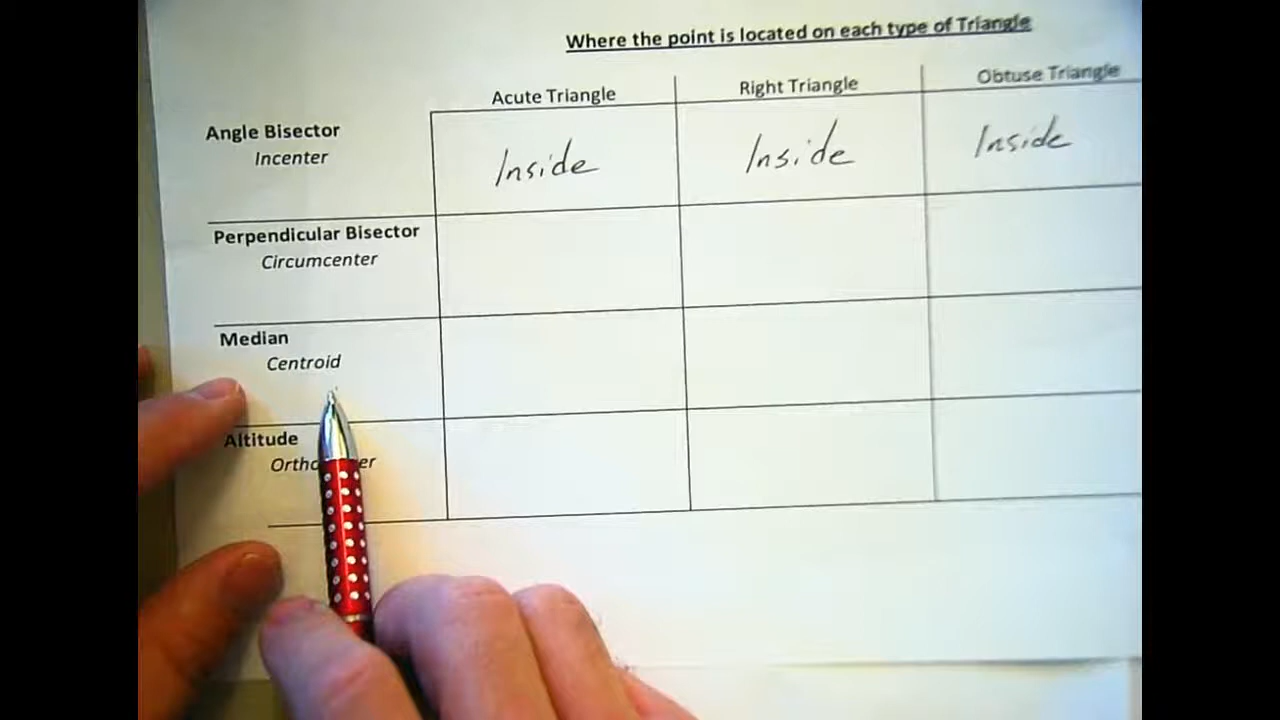 Where the point is located on each type of Triangle
Acute Triangle Right Triangle Obtuse Triangle
Angle Bisector
Incenter
Inside Inside Inside
Perpendicular Bisector
Circumcenter
Median
Centroid
Altitude